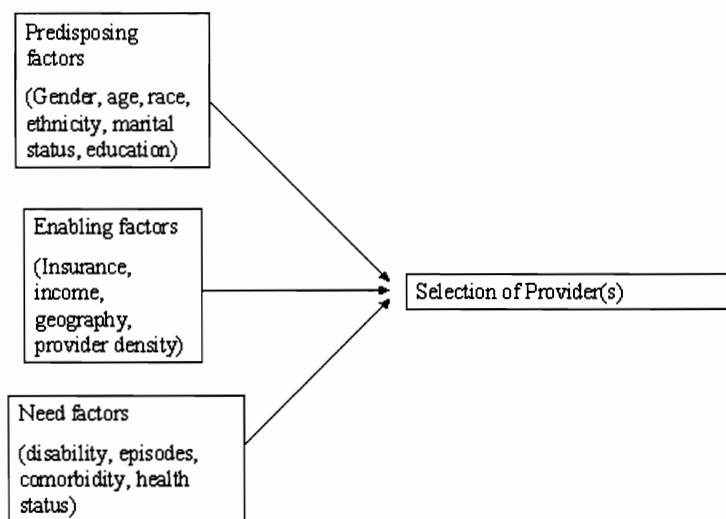 Predisposing
factors
(Gender, age, race,
ethnicity, marital
status, education)
Enabling factors
(Insurance,
income,
geography,
provider density)
Selection of Provider(s)
Need factors
(disability, episodes,
comorbidity, health
status)